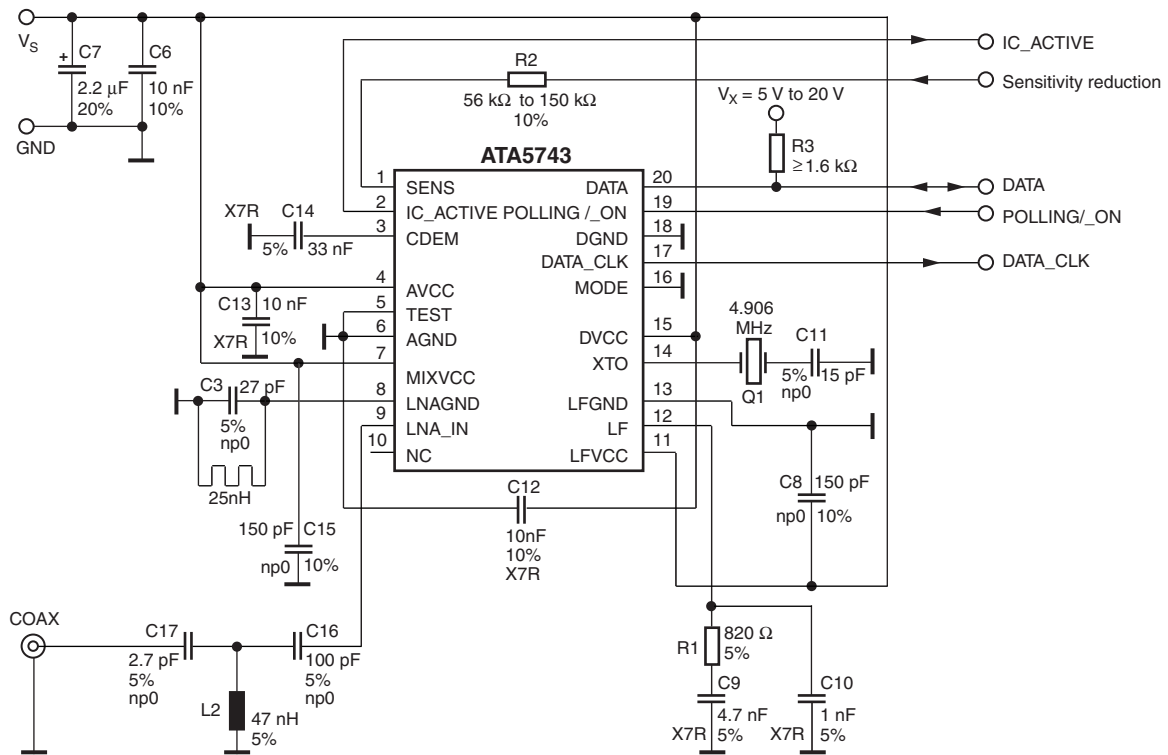 V_S
C7
+
2.2 µF
20%
C6
10 nF
10%
GND
IC_ACTIVE
R2
56 kΩ to 150 kΩ
10%
Sensitivity reduction
V_X = 5 V to 20 V
R3
≥1.6 kΩ
ATA5743
1
SENS
DATA
20
DATA
2
IC_ACTIVE POLLING /_ON
19
POLLING/_ON
X7R
C14
5%
33 nF
3
CDEM
DGND
18
DATA_CLK
17
DATA_CLK
4
AVCC
MODE
16
C13
10 nF
X7R
10%
5
TEST
6
AGND
DVCC
15
7
MIXVCC
XTO
14
4.906
MHz
Q1
C11
5%
np0
15 pF
C3
27 pF
5%
np0
25nH
8
LNAGND
LFGND
13
9
LNA_IN
LF
12
10
NC
LFVCC
11
C12
10nF
10%
X7R
C8
150 pF
np0
10%
150 pF
C15
np0
10%
COAX
C17
2.7 pF
5%
np0
C16
100 pF
5%
np0
L2
47 nH
5%
R1
820 Ω
5%
C9
4.7 nF
X7R
5%
C10
1 nF
X7R
5%